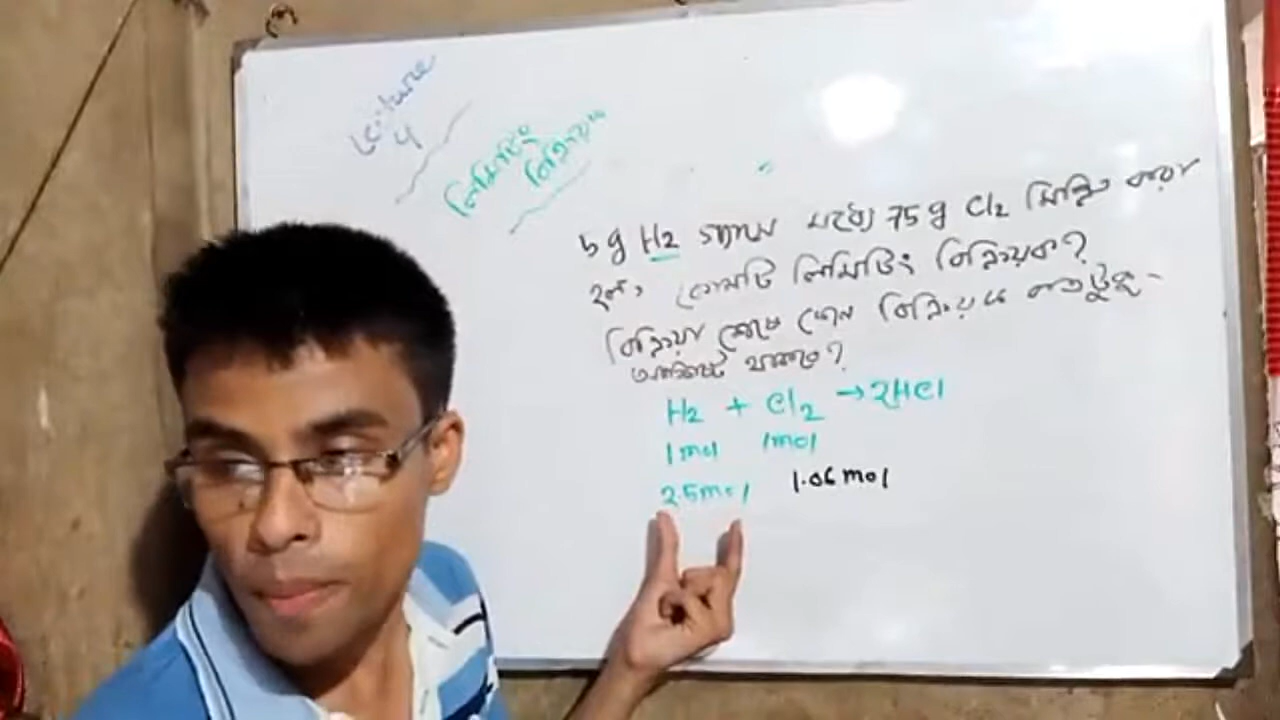 Lecture
4
লিমিটিং
বিক্রিয়ক
5 g H2 গ্যাসের মধ্যে 75 g Cl2 মিশ্রিত করা
হল, কোনটি লিমিটিং বিক্রিয়ক?
বিক্রিয়া শেষে কোন বিক্রিয়ক কতটুকু -
অবশিষ্ট থাকবে?
H2 + Cl2 → 2HCl
1mol 1mol
2.5mol 1.06 mol